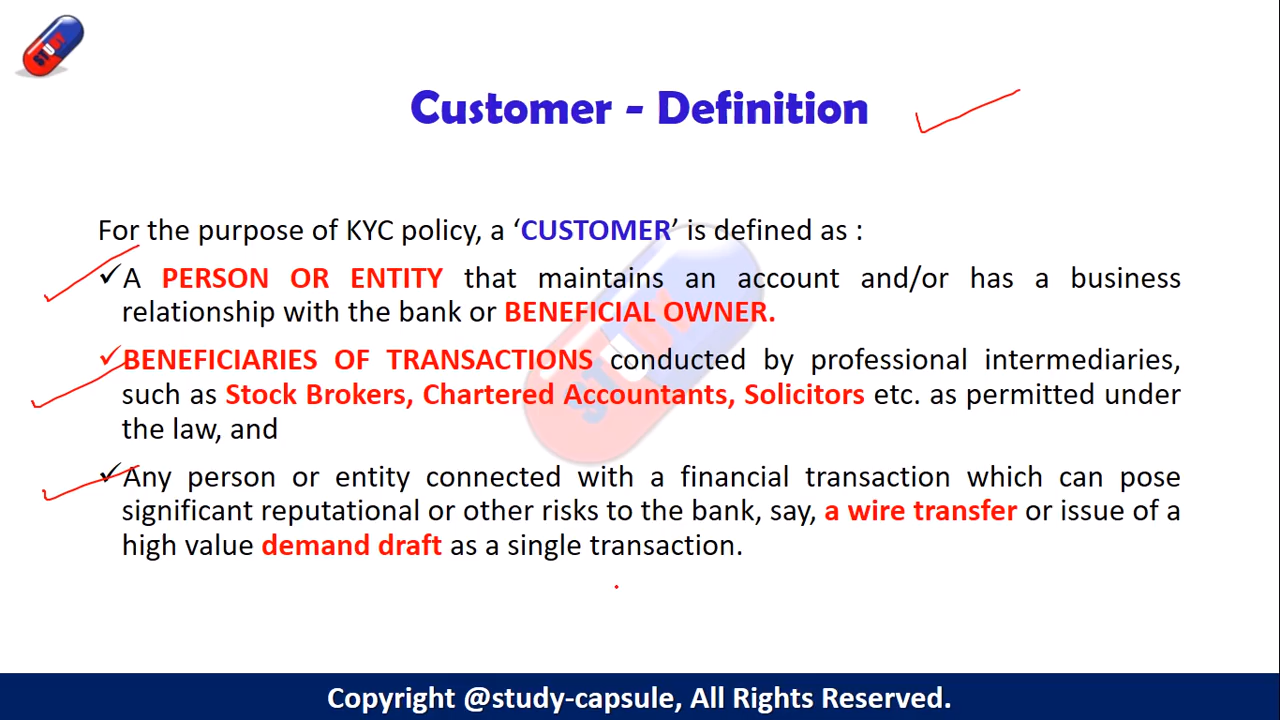 STUDY
Customer - Definition
For the purpose of KYC policy, a ‘CUSTOMER’ is defined as :
A PERSON OR ENTITY that maintains an account and/or has a business
relationship with the bank or BENEFICIAL OWNER.
BENEFICIARIES OF TRANSACTIONS conducted by professional intermediaries,
such as Stock Brokers, Chartered Accountants, Solicitors etc. as permitted under
the law, and
Any person or entity connected with a financial transaction which can pose
significant reputational or other risks to the bank, say, a wire transfer or issue of a
high value demand draft as a single transaction.
Copyright @study-capsule, All Rights Reserved.